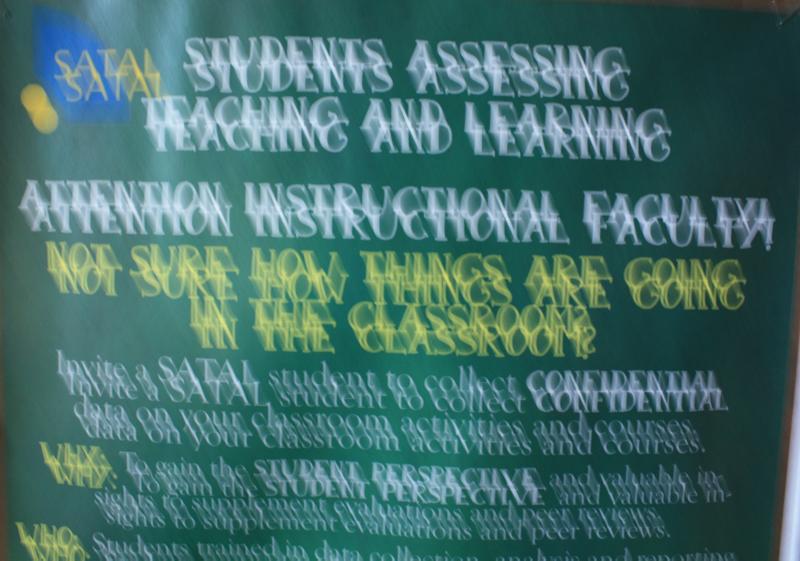 SATAL
STUDENTS ASSESSING
TEACHING AND LEARNING
ATTENTION INSTRUCTIONAL FACULTY!
NOT SURE HOW THINGS ARE GOING
IN THE CLASSROOM?
Invite a SATAL student to collect CONFIDENTIAL
data on your classroom activities and courses.
WHY: To gain the STUDENT PERSPECTIVE and valuable in-
sights to supplement evaluations and peer reviews.
WHO: Students trained in data collection, analysis and reporting